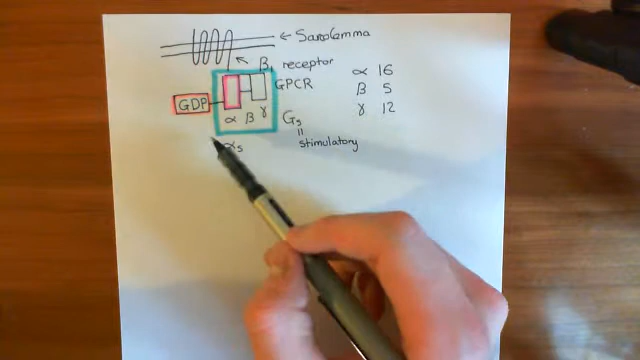 ← Sarcolemma
β₁ receptor
GPCR
GDP
α β γ
Gₛ
=
stimulatory
αₛ
α 16
β 5
γ 12